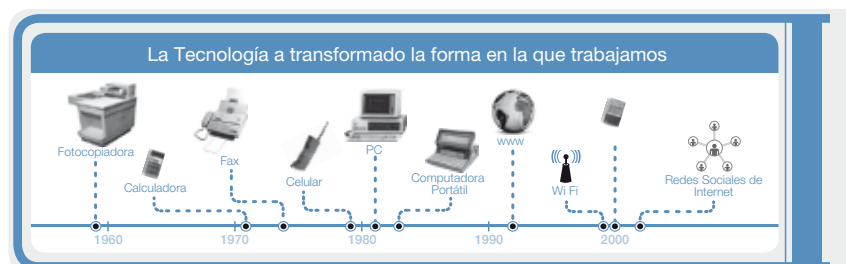 La Tecnología a transformado la forma en la que trabajamos
Fotocopiadora
Calculadora
Fax
Celular
PC
Computadora
Portátil
www
Wi Fi
Redes Sociales de
Internet
1960
1970
1980
1990
2000